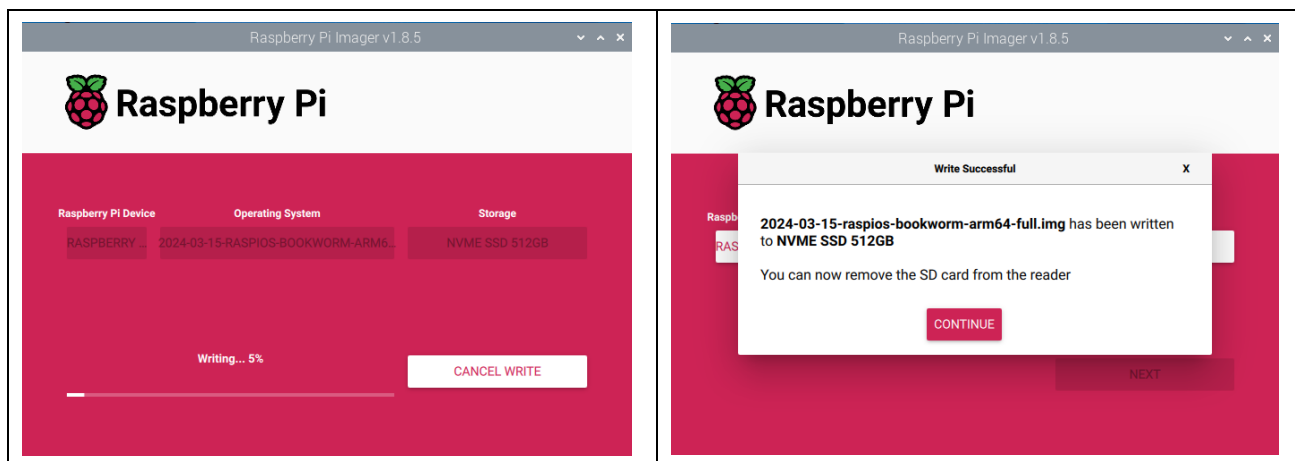 Raspberry Pi Imager v1.8.5
Raspberry Pi
Raspberry Pi Device
Operating System
Storage
RASPBERRY ...
2024-03-15-RASPIOS-BOOKWORM-ARM6...
NVME SSD 512GB
Writing... 5%
CANCEL WRITE
Raspberry Pi Imager v1.8.5
Raspberry Pi
Write Successful
X
Raspb
RAS
2024-03-15-raspios-bookworm-arm64-full.img has been written
to NVME SSD 512GB
You can now remove the SD card from the reader
CONTINUE
NEXT